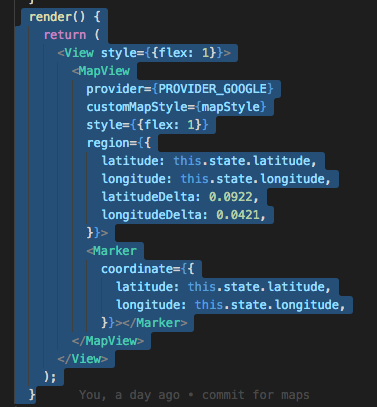 }
render() {
return (
<View style={{flex: 1}}>
<MapView
provider={PROVIDER_GOOGLE}
customMapStyle={mapStyle}
style={{flex: 1}}
region={{
latitude: this.state.latitude,
longitude: this.state.longitude,
latitudeDelta: 0.0922,
longitudeDelta: 0.0421,
}}>
<Marker
coordinate={{
latitude: this.state.latitude,
longitude: this.state.longitude,
}}></Marker>
</MapView>
</View>
);
} You, a day ago • commit for maps